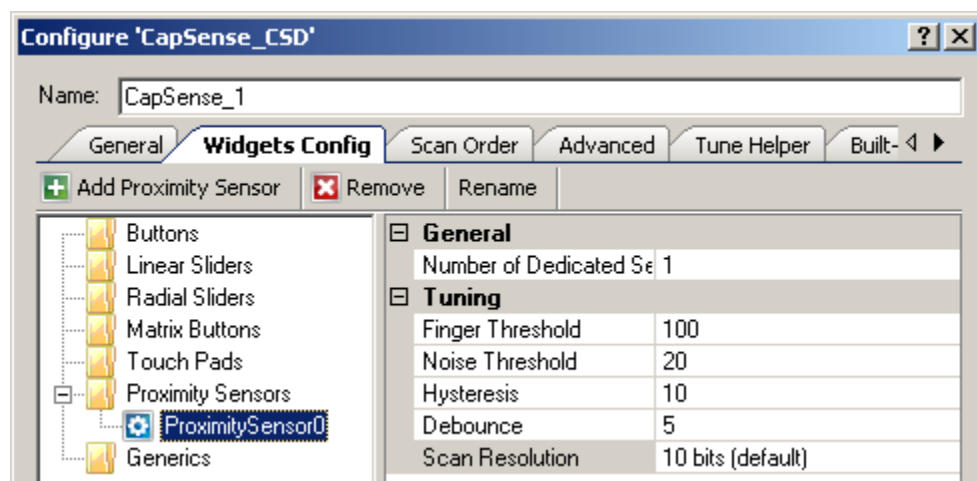 Configure 'CapSense_CSD'
Name: CapSense_1
General Widgets Config Scan Order Advanced Tune Helper Built-
Add Proximity Sensor Remove Rename
Buttons
Linear Sliders
Radial Sliders
Matrix Buttons
Touch Pads
Proximity Sensors
ProximitySensor0
Generics
General
Number of Dedicated Se 1
Tuning
Finger Threshold 100
Noise Threshold 20
Hysteresis 10
Debounce 5
Scan Resolution 10 bits (default)